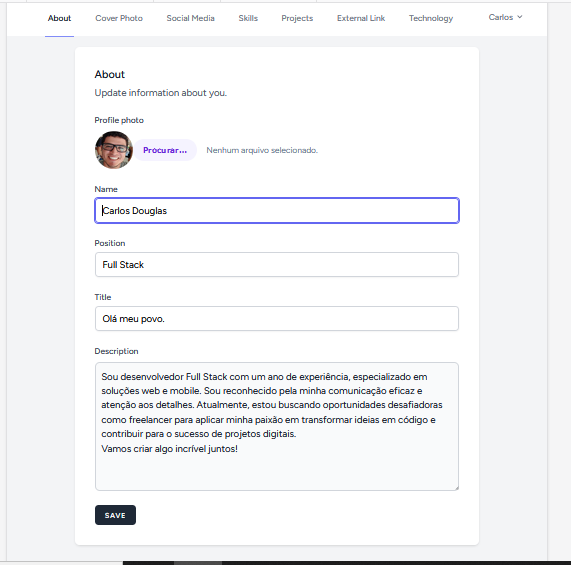 About Cover Photo Social Media Skills Projects External Link Technology Carlos
About
Update information about you.
Profile photo
Procurar... Nenhum arquivo selecionado.
Name
Carlos Douglas
Position
Full Stack
Title
Olá meu povo.
Description
Sou desenvolvedor Full Stack com um ano de experiência, especializado em
soluções web e mobile. Sou reconhecido pela minha comunicação eficaz e
atenção aos detalhes. Atualmente, estou buscando oportunidades desafiadoras
como freelancer para aplicar minha paixão em transformar ideias em código e
contribuir para o sucesso de projetos digitais.
Vamos criar algo incrível juntos!
SAVE